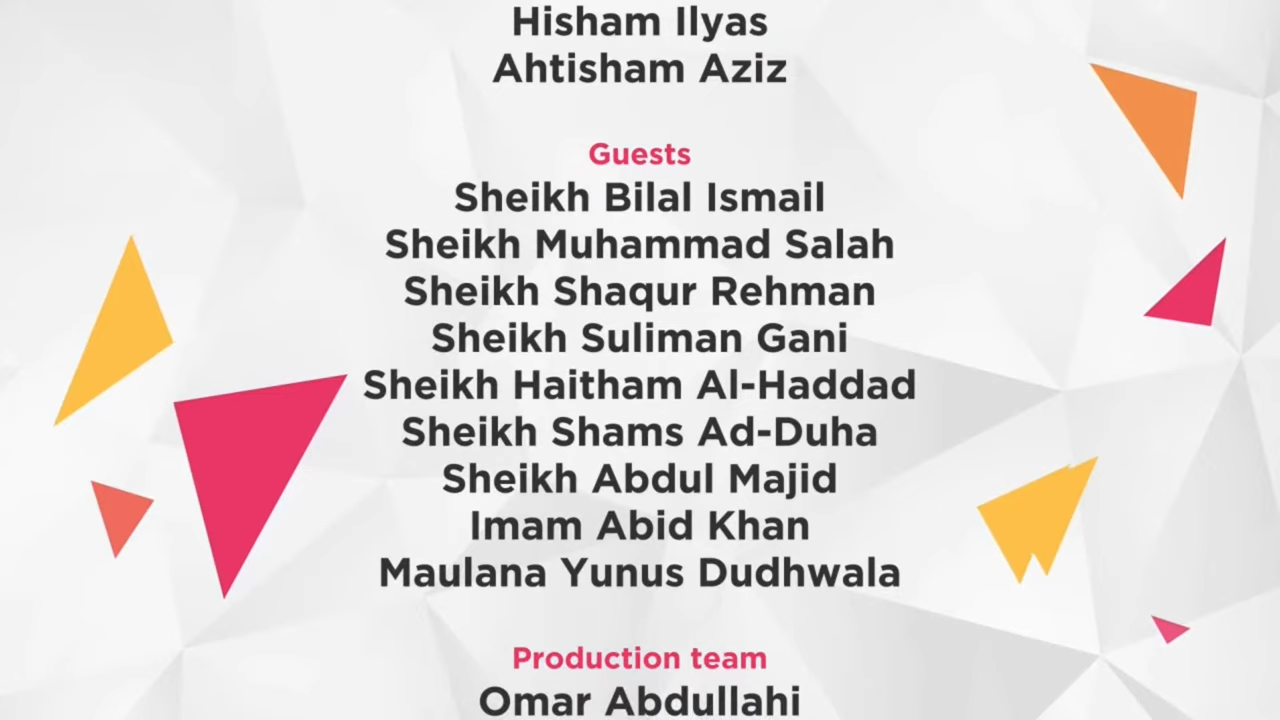 Hisham Ilyas
Ahtisham Aziz
Guests
Sheikh Bilal Ismail
Sheikh Muhammad Salah
Sheikh Shaqur Rehman
Sheikh Suliman Gani
Sheikh Haitham Al-Haddad
Sheikh Shams Ad-Duha
Sheikh Abdul Majid
Imam Abid Khan
Maulana Yunus Dudhwala
Production team
Omar Abdullahi